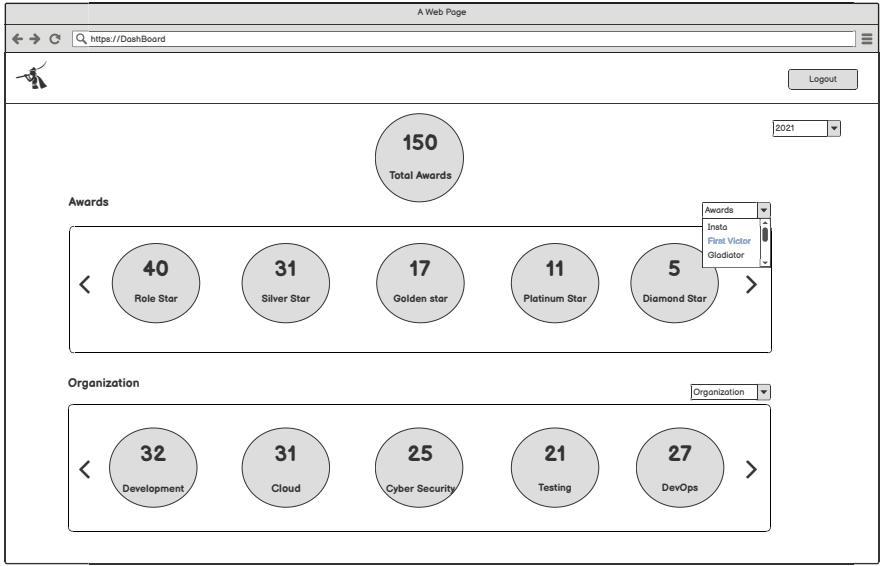 A Web Page
https://DashBoard
Logout
2021
150
Total Awards
Awards
Awards
Insta
First Victor
Gladiator
40
Role Star
31
Silver Star
17
Golden star
11
Platinum Star
5
Diamond Star
Organization
Organization
32
Development
31
Cloud
25
Cyber Security
21
Testing
27
DevOps